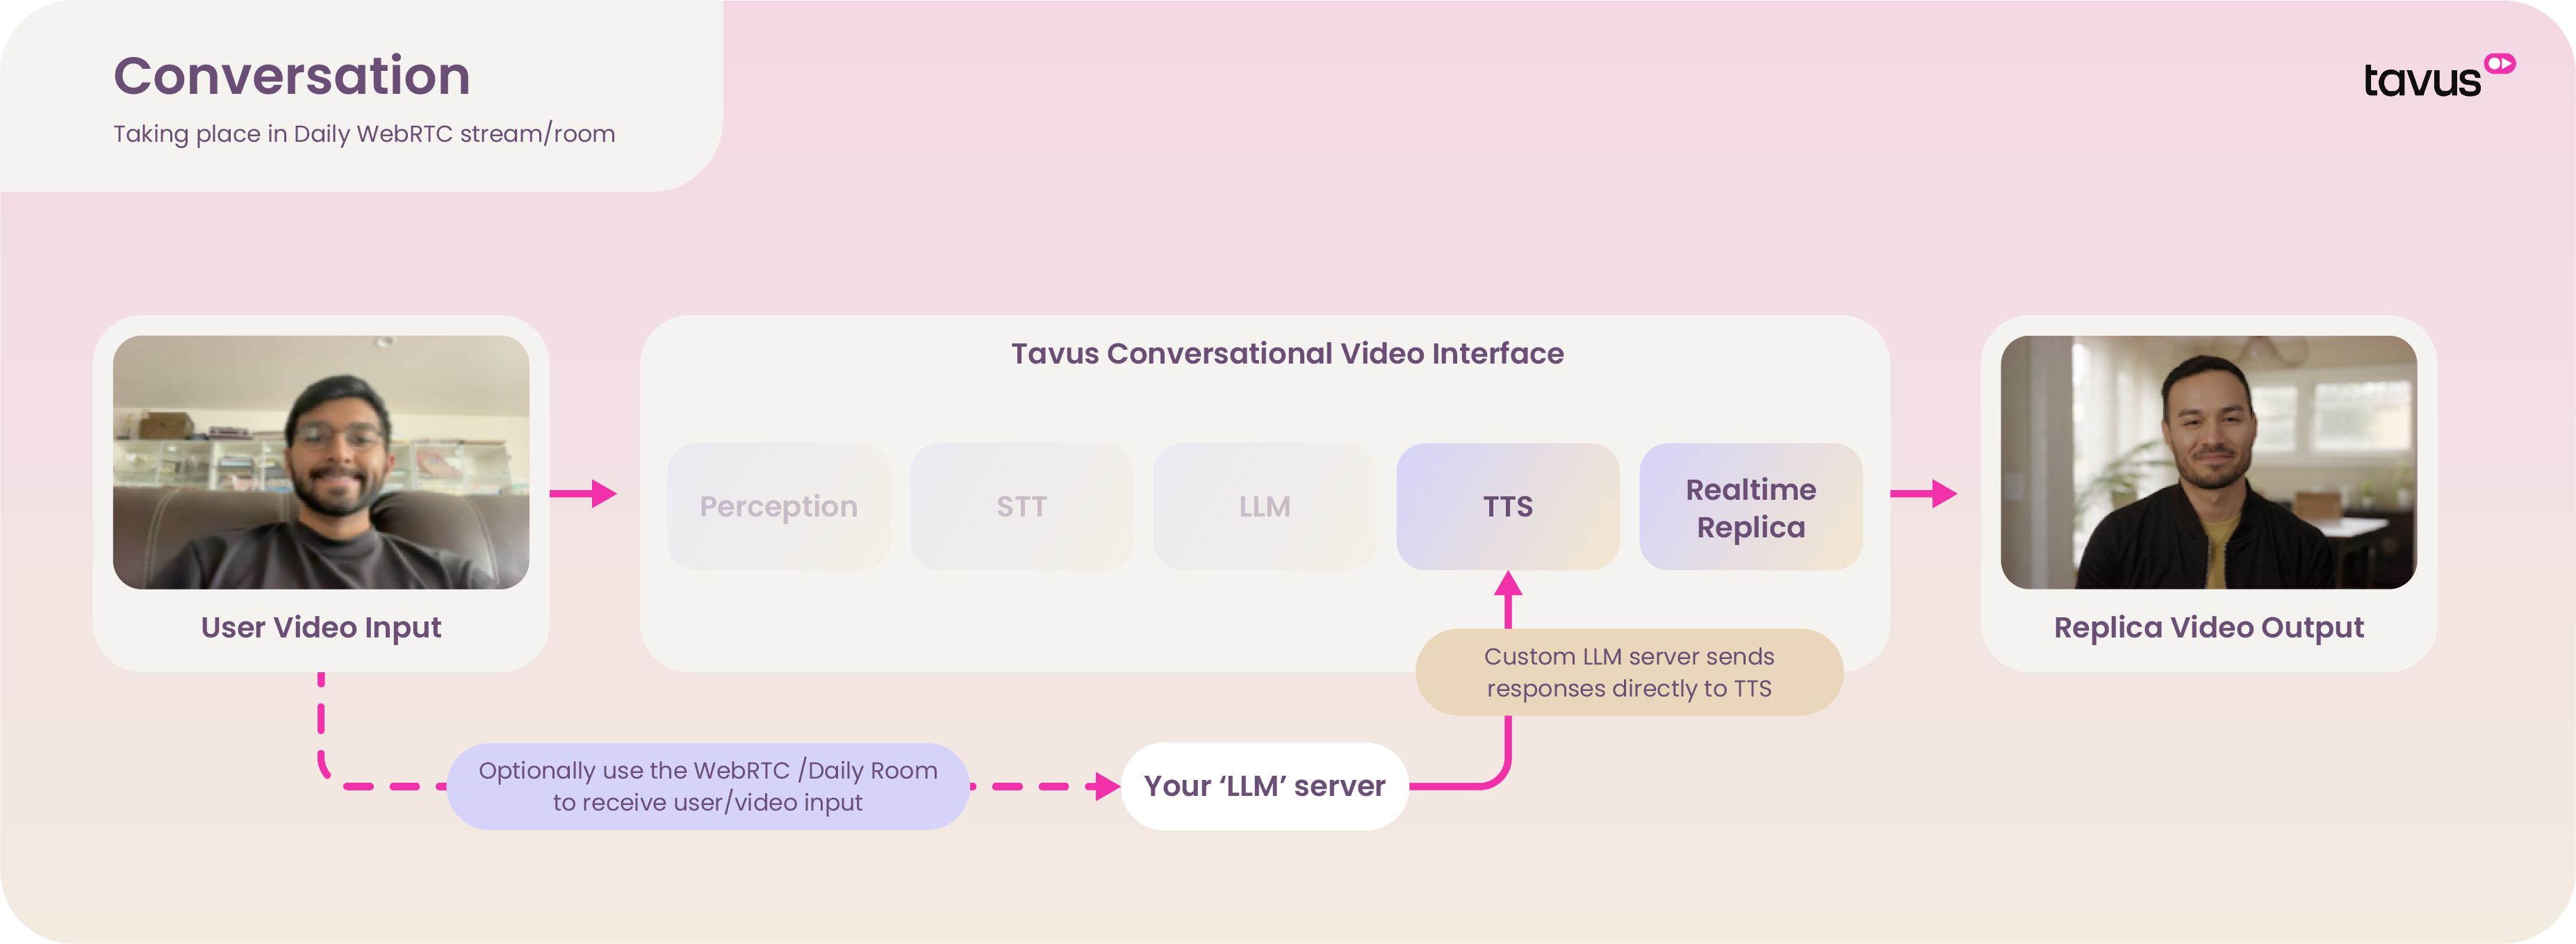 Conversation
Taking place in Daily WebRTC stream/room
tavus
Tavus Conversational Video Interface
Perception
STT
LLM
TTS
Realtime
Replica
User Video Input
Replica Video Output
Custom LLM server sends
responses directly to TTS
Optionally use the WebRTC /Daily Room
to receive user/video input
Your ‘LLM’ server